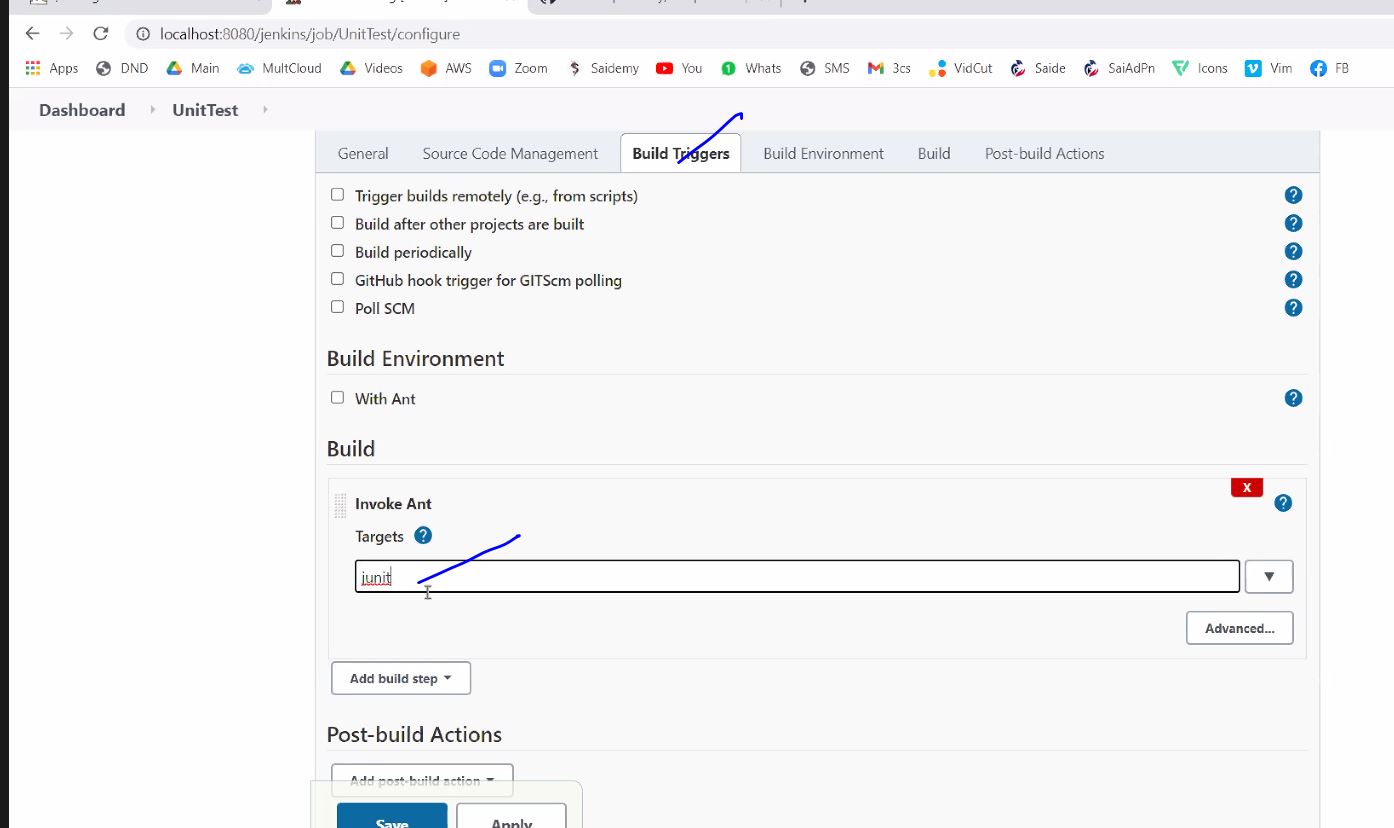 localhost:8080/jenkins/job/UnitTest/configure
Apps DND Main MultCloud Videos AWS Zoom Saidemy You Whats SMS 3cs VidCut Saide SaiAdPn Icons Vim FB
Dashboard UnitTest
General Source Code Management Build Triggers Build Environment Build Post-build Actions
Trigger builds remotely (e.g., from scripts)
Build after other projects are built
Build periodically
GitHub hook trigger for GITScm polling
Poll SCM
Build Environment
With Ant
Build
X
Invoke Ant
Targets
junit
Advanced...
Add build step
Post-build Actions
Add post-build action
Save Apply